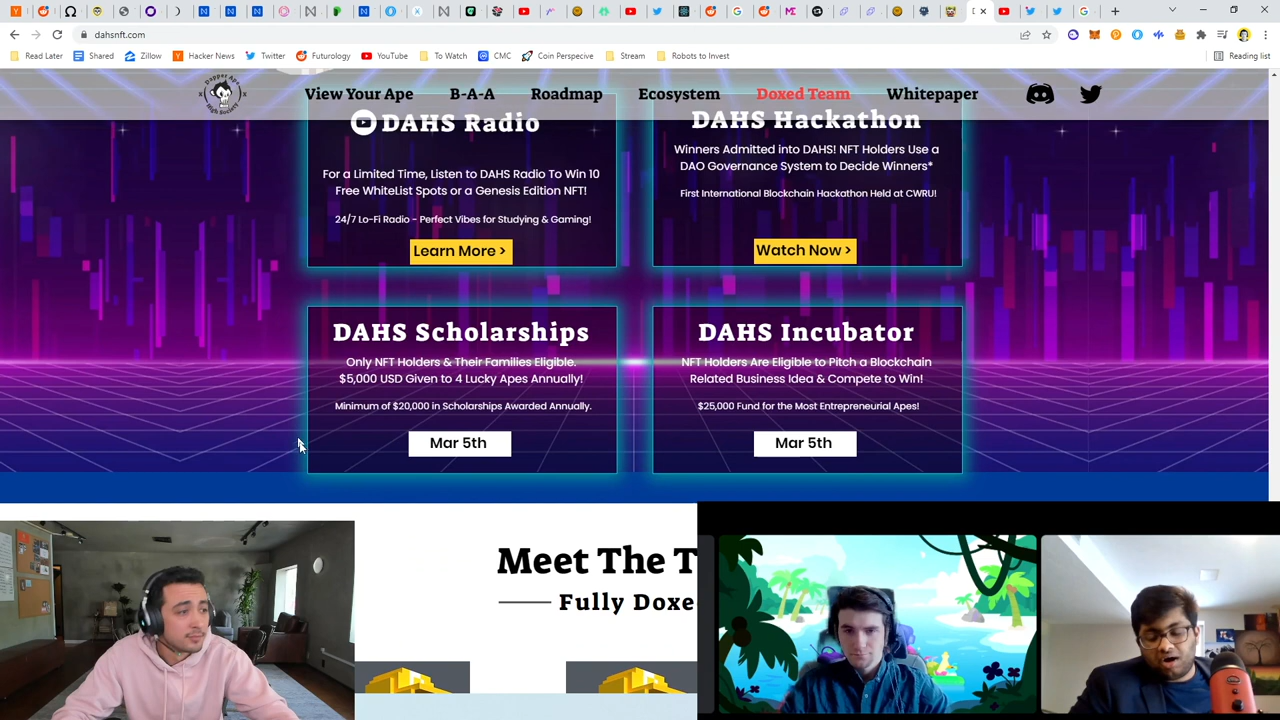 dahsnft.com
Read Later
Shared
Zillow
Hacker News
Twitter
Futurology
YouTube
To Watch
CMC
Coin Perspecive
Stream
Robots to Invest
Reading list
View Your Ape
B-A-A
Roadmap
Ecosystem
Doxed Team
Whitepaper
DAHS Radio
For a Limited Time, Listen to DAHS Radio To Win 10
Free WhiteList Spots or a Genesis Edition NFT!
24/7 Lo-Fi Radio - Perfect Vibes for Studying & Gaming!
Learn More >
DAHS Hackathon
Winners Admitted into DAHS! NFT Holders Use a
DAO Governance System to Decide Winners*
First International Blockchain Hackathon Held at CWRU!
Watch Now >
DAHS Scholarships
Only NFT Holders & Their Families Eligible.
$5,000 USD Given to 4 Lucky Apes Annually!
Minimum of $20,000 in Scholarships Awarded Annually.
Mar 5th
DAHS Incubator
NFT Holders Are Eligible to Pitch a Blockchain
Related Business Idea & Compete to Win!
$25,000 Fund for the Most Entrepreneurial Apes!
Mar 5th
Meet The T
Fully Doxe